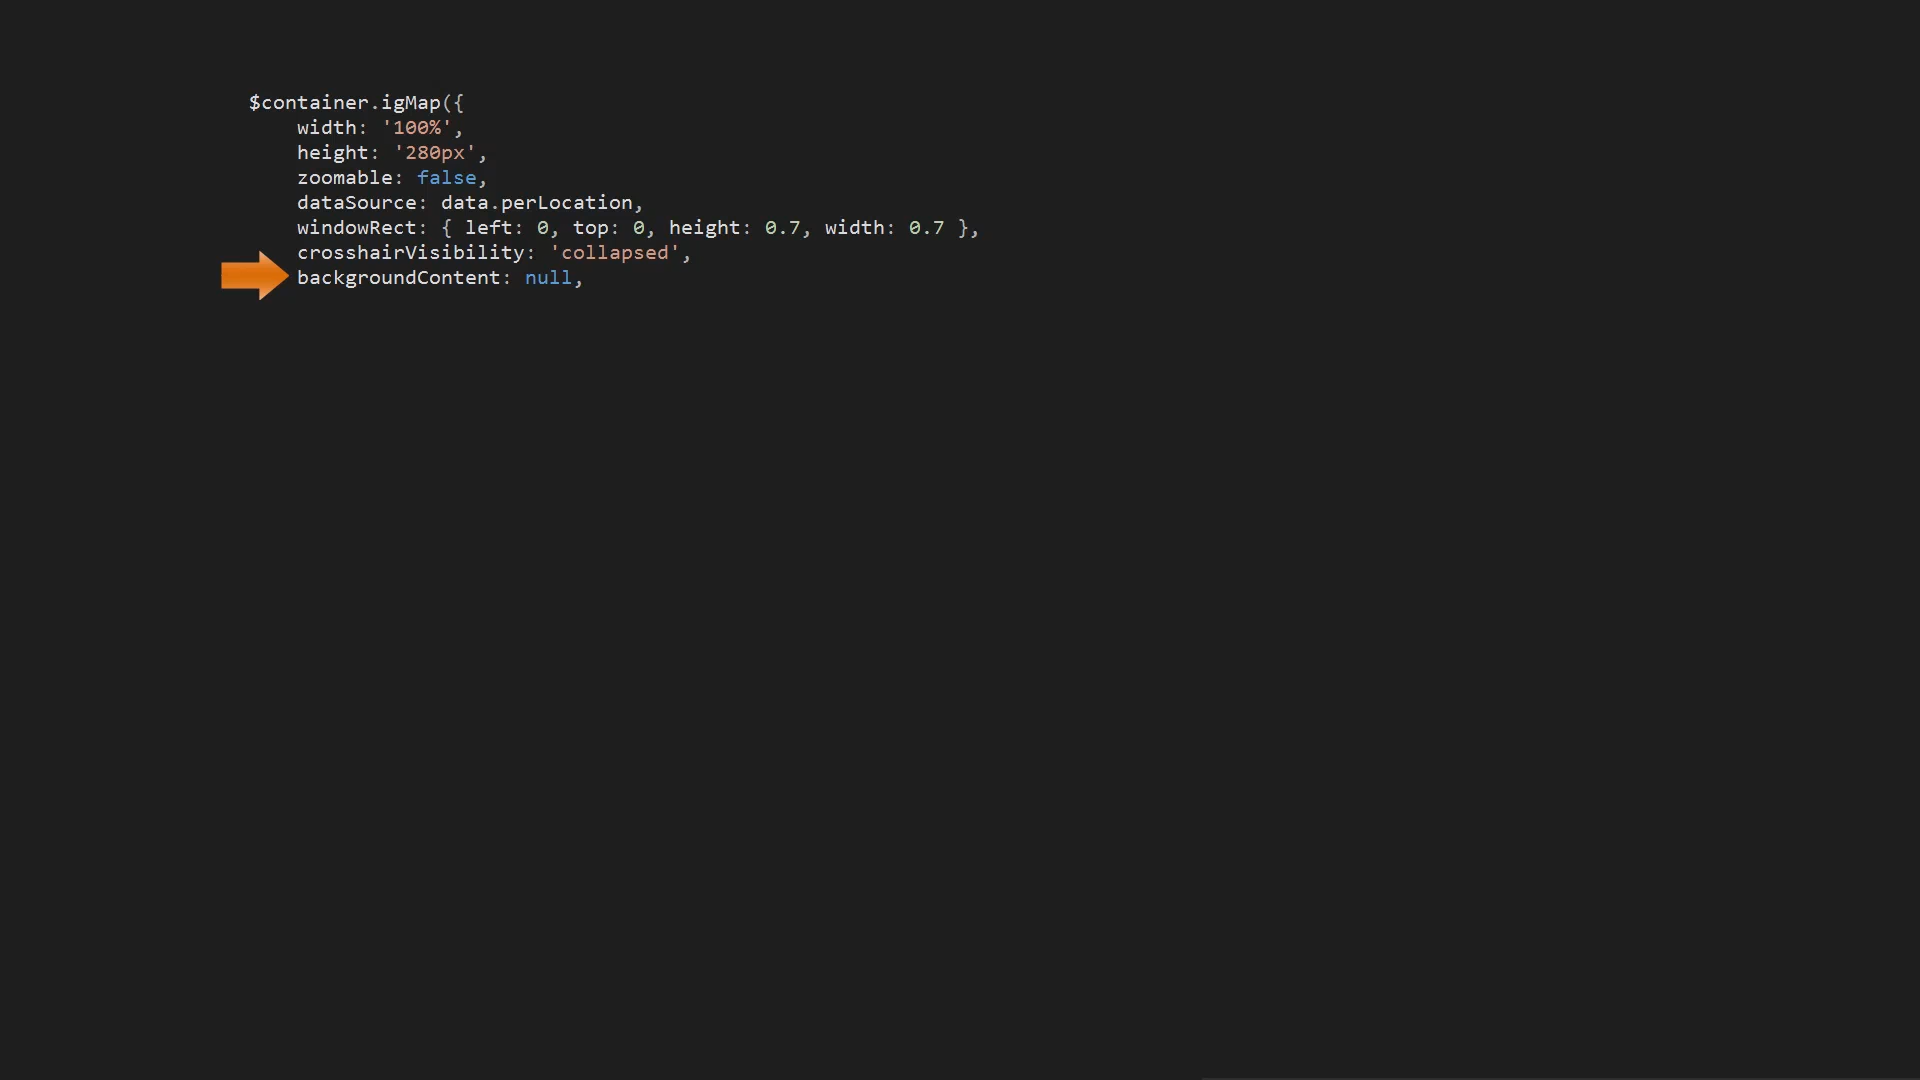 $container.igMap({
    width: '100%',
    height: '280px',
    zoomable: false,
    dataSource: data.perLocation,
    windowRect: { left: 0, top: 0, height: 0.7, width: 0.7 },
    crosshairVisibility: 'collapsed',
    backgroundContent: null,